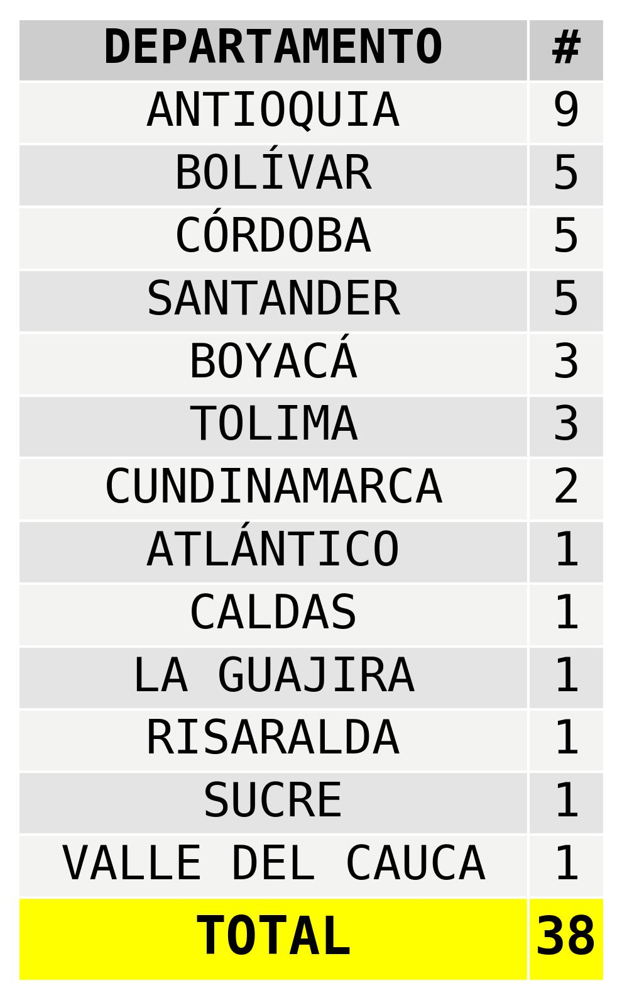 DEPARTAMENTO #
ANTIOQUIA 9
BOLÍVAR 5
CÓRDOBA 5
SANTANDER 5
BOYACÁ 3
TOLIMA 3
CUNDINAMARCA 2
ATLÁNTICO 1
CALDAS 1
LA GUAJIRA 1
RISARALDA 1
SUCRE 1
VALLE DEL CAUCA 1
TOTAL 38